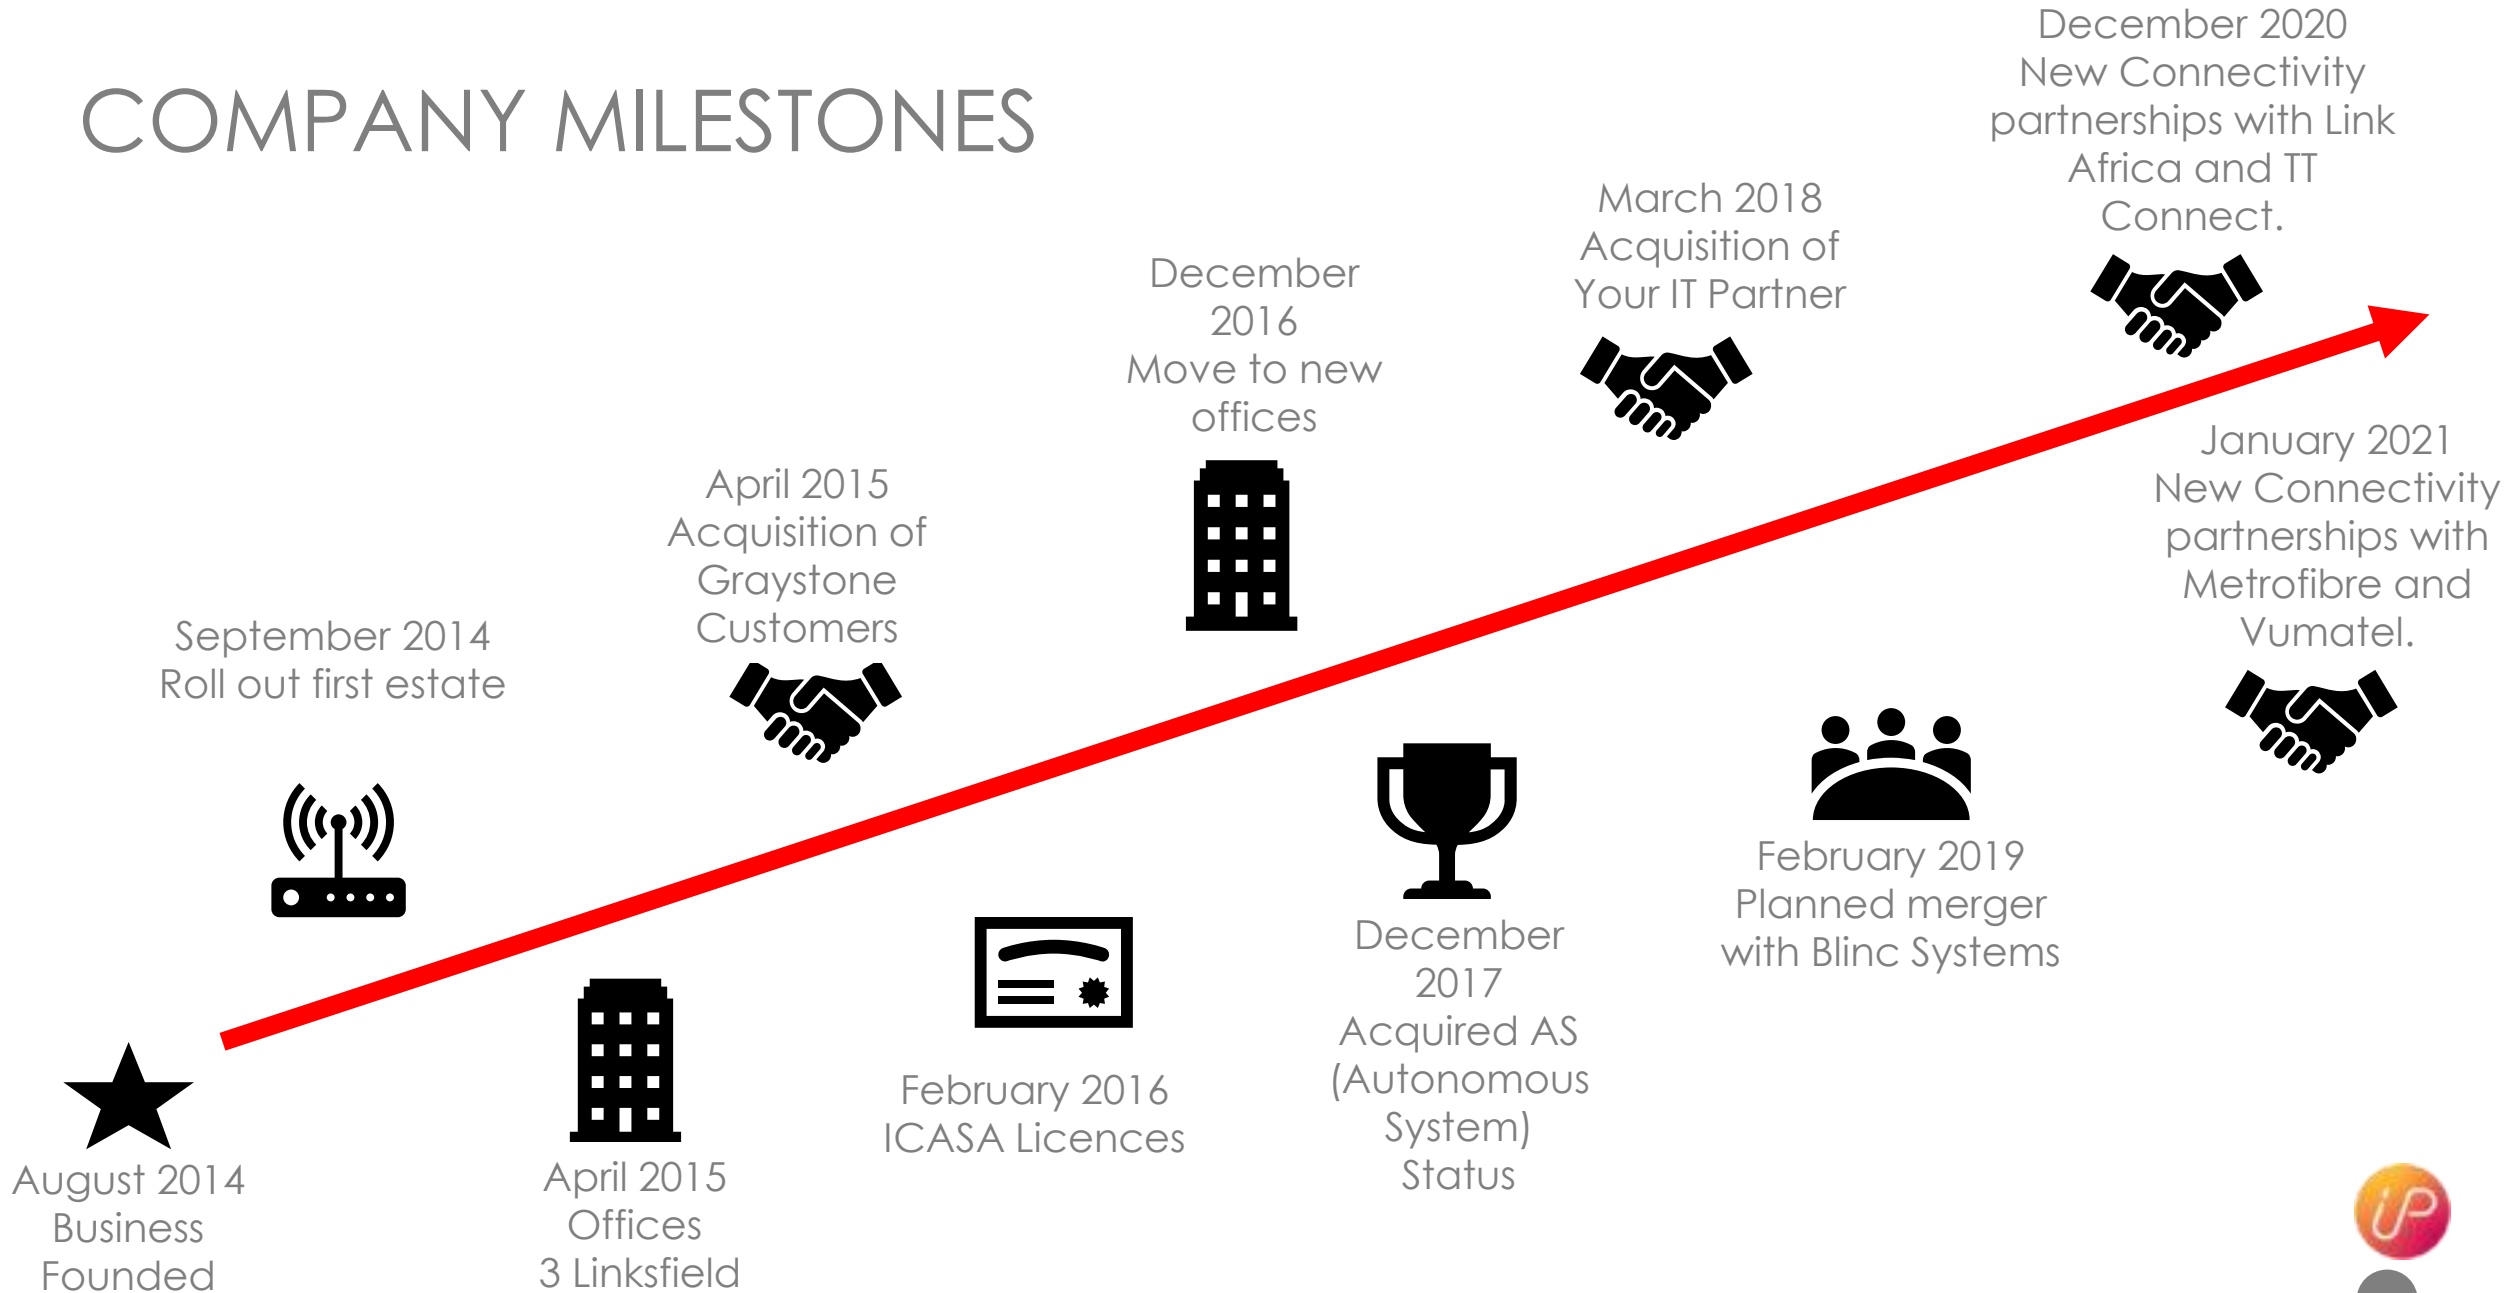 COMPANY MILESTONES
August 2014
Business
Founded
September 2014
Roll out first estate
April 2015
Offices
3 Linksfield
April 2015
Acquisition of
Graystone
Customers
February 2016
ICASA Licences
December
2016
Move to new
offices
December
2017
Acquired AS
(Autonomous
System)
Status
March 2018
Acquisition of
Your IT Partner
February 2019
Planned merger
with Blinc Systems
December 2020
New Connectivity
partnerships with Link
Africa and TT
Connect.
January 2021
New Connectivity
partnerships with
Metrofibre and
Vumatel.
iP